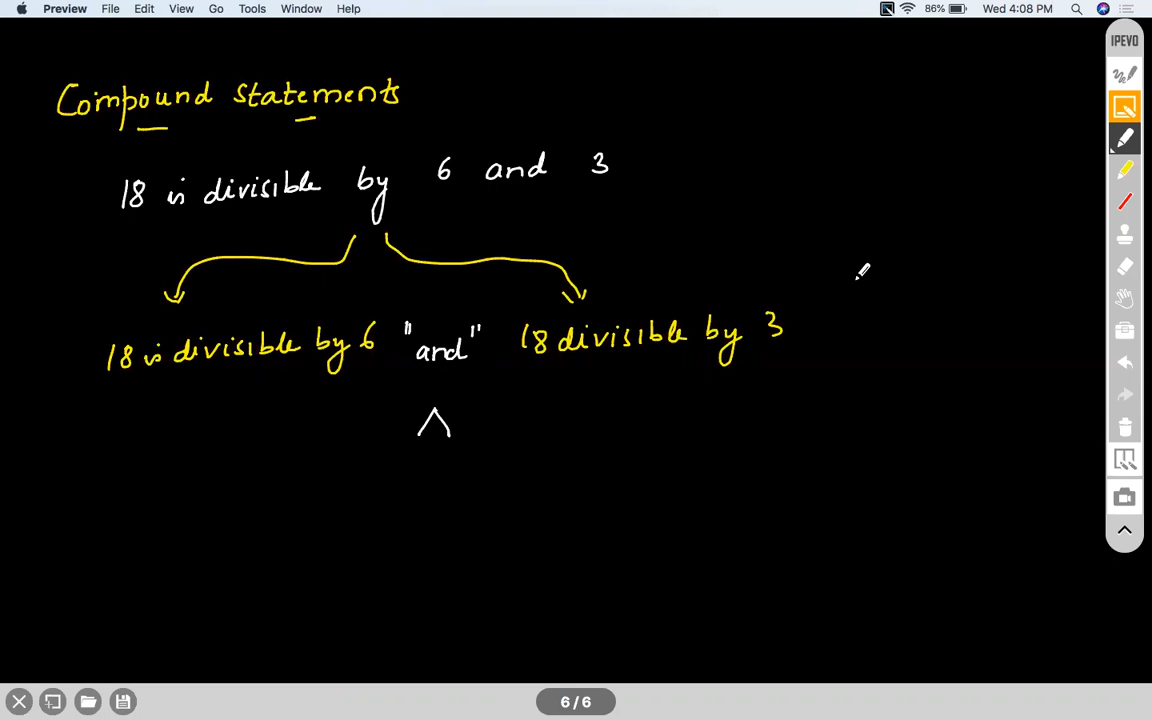 Preview File Edit View Go Tools Window Help 86% Wed 4:08 PM
IPEVO
Compound statements
18 is divisible by 6 and 3
18 is divisible by 6 "and" 18 divisible by 3
∧
6 / 6